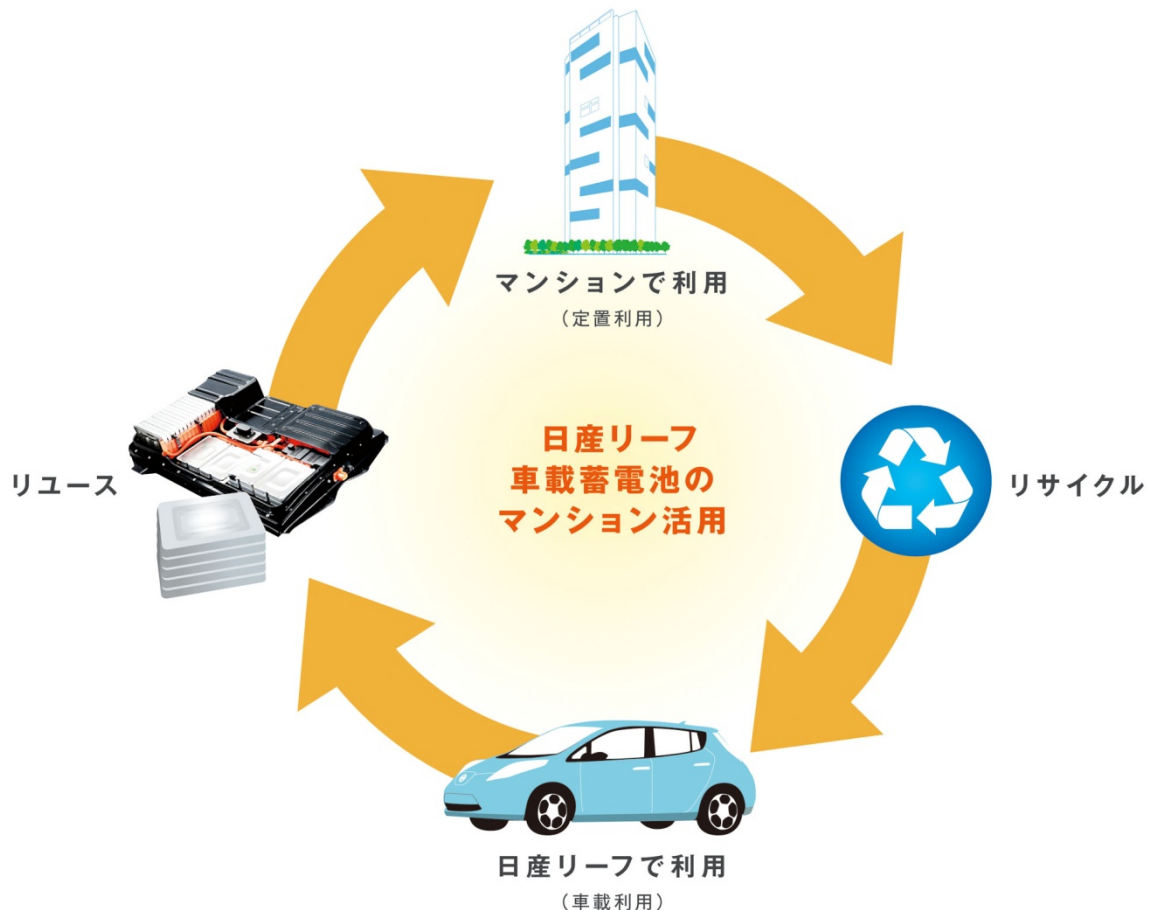 マンションで利用
(定置利用)
リユース
日産リーフ
車載蓄電池の
マンション活用
リサイクル
日産リーフで利用
(車載利用)